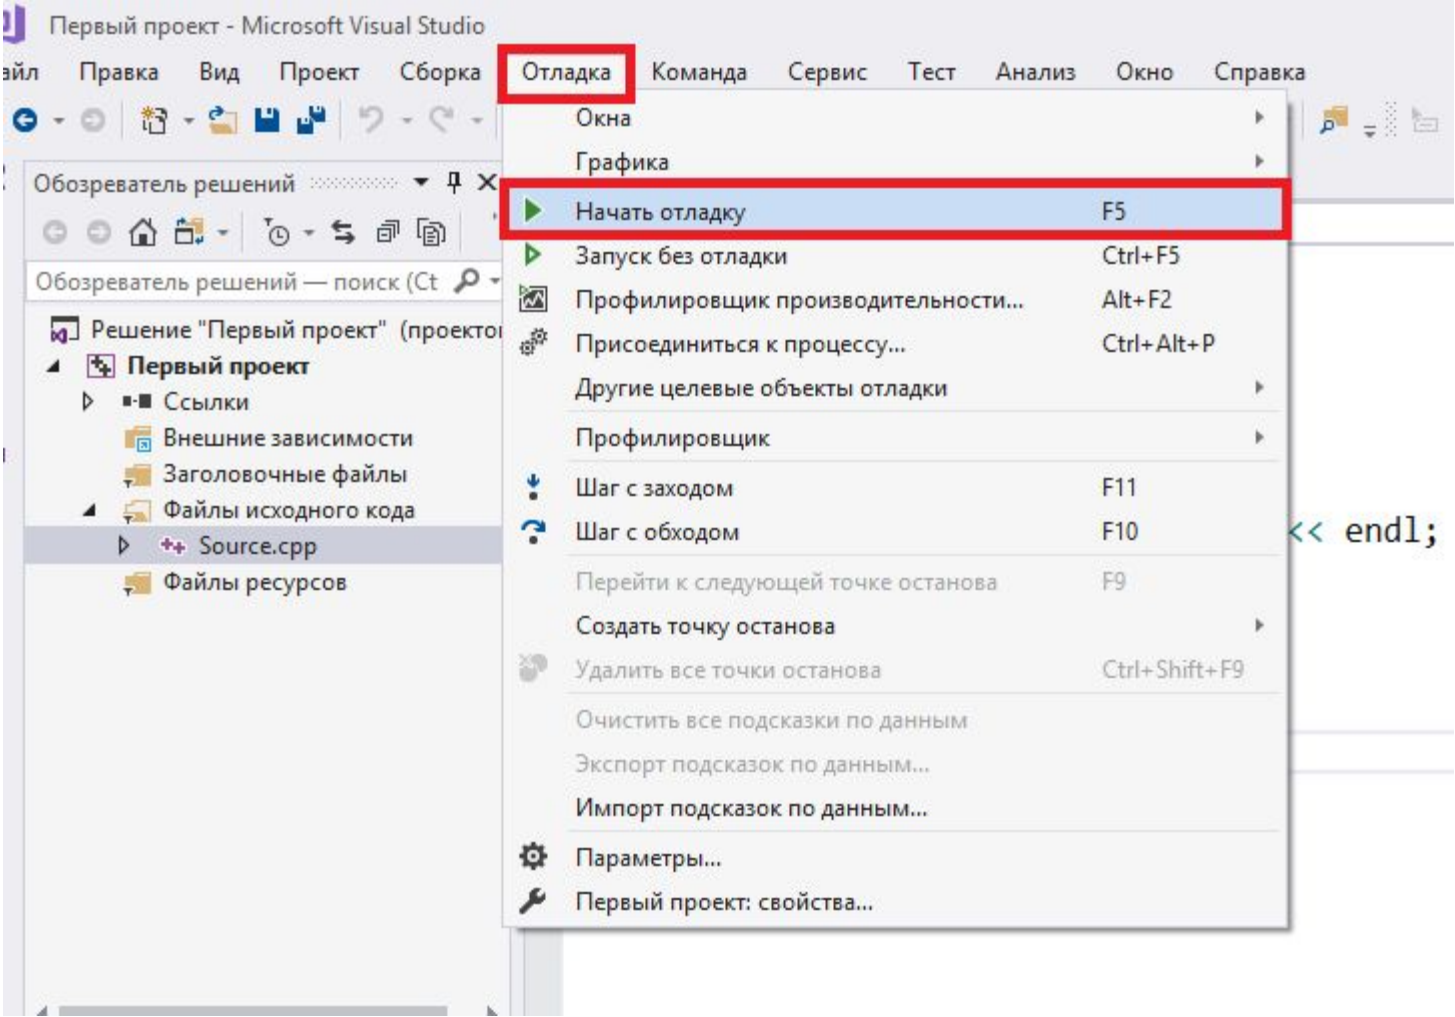 Первый проект - Microsoft Visual Studio
айл Правка Вид Проект Сборка Отладка Команда Сервис Тест Анализ Окно Справка
Обозреватель решений
Обозреватель решений — поиск (Ct
Решение "Первый проект" (проектов
Первый проект
Ссылки
Внешние зависимости
Заголовочные файлы
Файлы исходного кода
Source.cpp
Файлы ресурсов
Окна
Графика
Начать отладку F5
Запуск без отладки Ctrl+F5
Профилировщик производительности... Alt+F2
Присоединиться к процессу... Ctrl+Alt+P
Другие целевые объекты отладки
Профилировщик
Шаг с заходом F11
Шаг с обходом F10
<< endl;
Перейти к следующей точке останова F9
Создать точку останова
Удалить все точки останова Ctrl+Shift+F9
Очистить все подсказки по данным
Экспорт подсказок по данным...
Импорт подсказок по данным...
Параметры...
Первый проект: свойства...